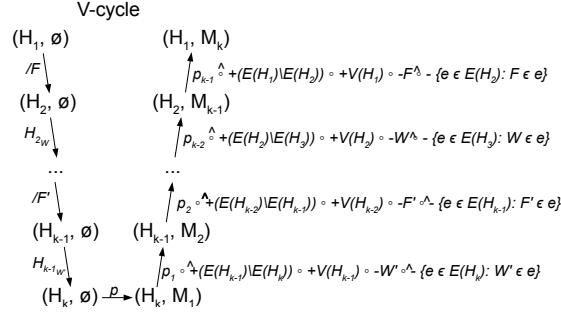 V-cycle
(H₁, ø) (H₁, Mₖ)
/F pₖ₋₁ ∘^ +(E(H₁)\E(H₂)) ∘ +V(H₁) ∘ -F ∘^ - {e ϵ E(H₂): F ϵ e}
(H₂, ø) (H₂, Mₖ₋₁)
H₂_W pₖ₋₂ ∘^ +(E(H₂)\E(H₃)) ∘ +V(H₂) ∘ -W ∘^ - {e ϵ E(H₃): W ϵ e}
... ...
/F' p₂ ∘^ +(E(Hₖ₋₂)\E(Hₖ₋₁)) ∘ +V(Hₖ₋₂) ∘ -F' ∘^ - {e ϵ E(Hₖ₋₁): F' ϵ e}
(Hₖ₋₁, ø) (Hₖ₋₁, M₂)
Hₖ₋₁_W' p₁ ∘^ +(E(Hₖ₋₁)\E(Hₖ)) ∘ +V(Hₖ₋₁) ∘ -W' ∘^ - {e ϵ E(Hₖ): W' ϵ e}
(Hₖ, ø) p (Hₖ, M₁)